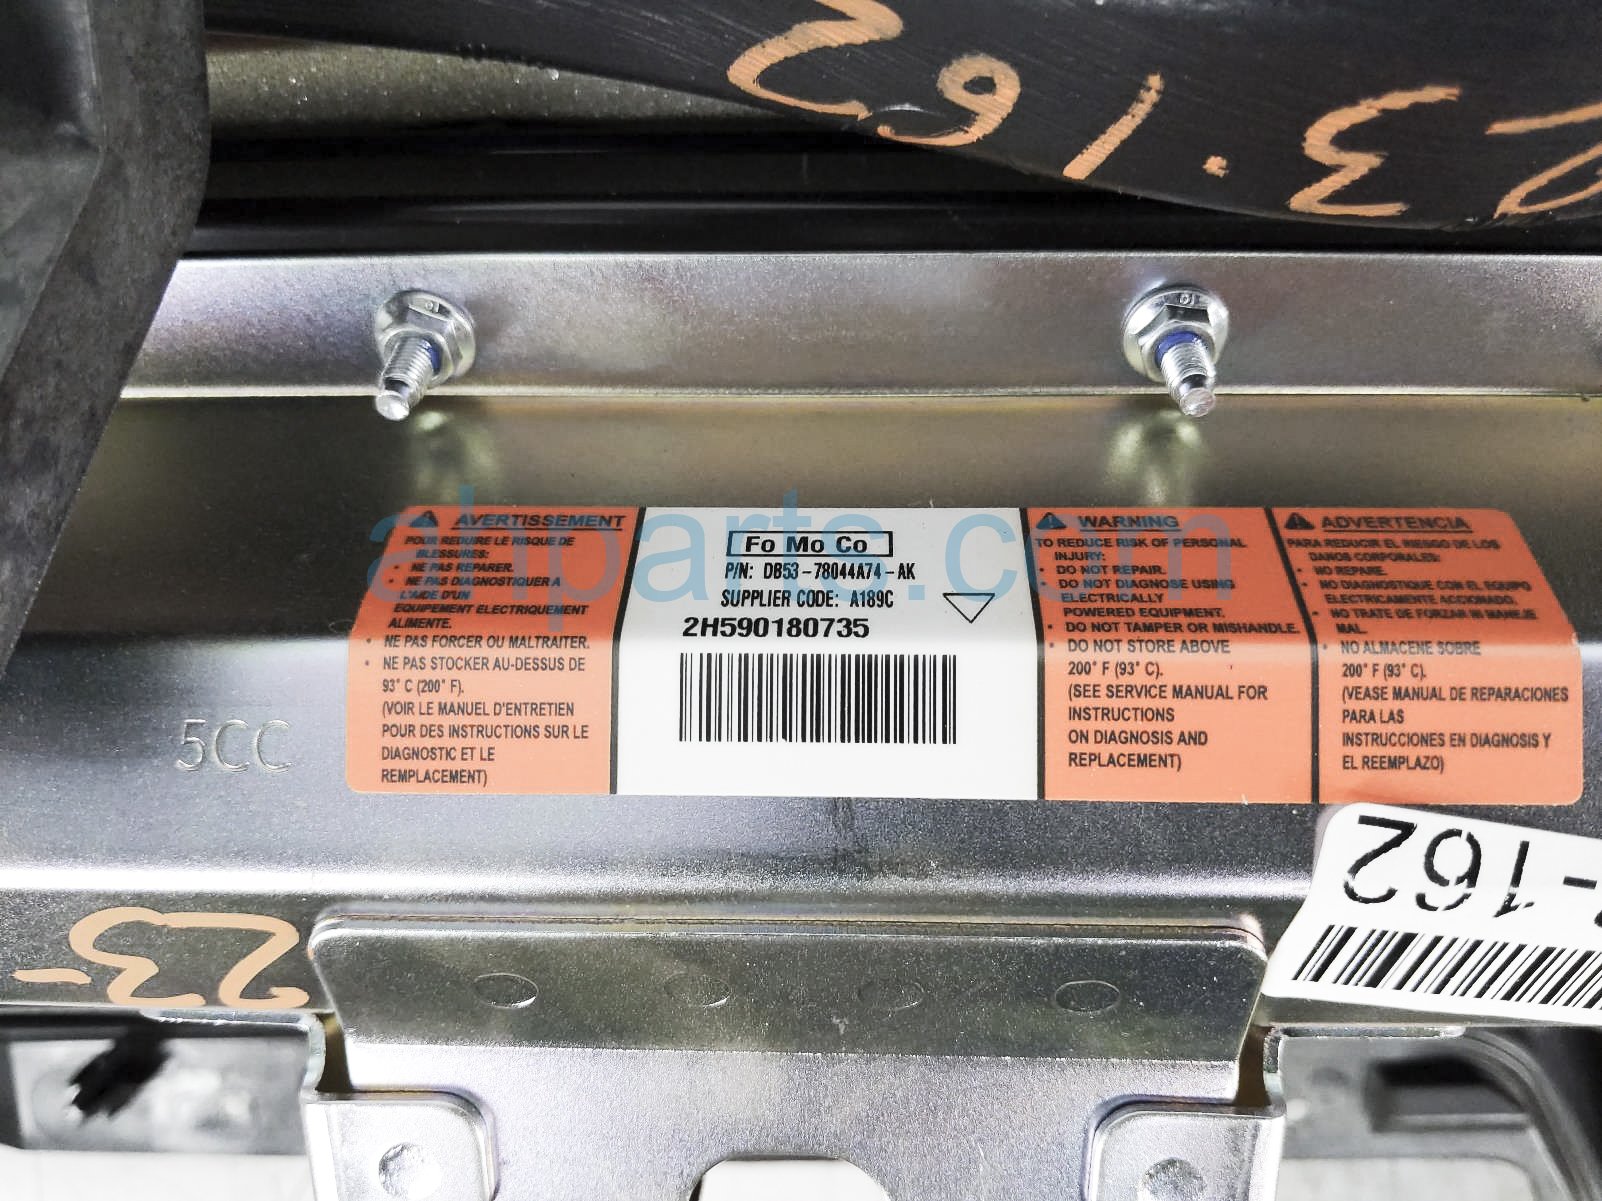 23.162
ahparts.com
AVERTISSEMENT
POUR REDUIRE LE RISQUE DE
BLESSURES:
• NE PAS REPARER.
• NE PAS DIAGNOSTIQUER A
L'AIDE D'UN
EQUIPEMENT ELECTRIQUEMENT
ALIMENTE.
• NE PAS FORCER OU MALTRAITER.
• NE PAS STOCKER AU-DESSUS DE
93° C (200° F).
(VOIR LE MANUEL D'ENTRETIEN
POUR DES INSTRUCTIONS SUR LE
DIAGNOSTIC ET LE
REMPLACEMENT)
Fo Mo Co
P/N: DB53-78044A74-AK
SUPPLIER CODE: A189C
2H590180735
WARNING
TO REDUCE RISK OF PERSONAL
INJURY:
• DO NOT REPAIR.
• DO NOT DIAGNOSE USING
ELECTRICALLY
POWERED EQUIPMENT.
• DO NOT TAMPER OR MISHANDLE.
• DO NOT STORE ABOVE
200° F (93° C).
(SEE SERVICE MANUAL FOR
INSTRUCTIONS
ON DIAGNOSIS AND
REPLACEMENT)
ADVERTENCIA
PARA REDUCIR EL RIESGO DE LOS
DANOS CORPORALES:
• NO REPARE.
• NO DIAGNOSTIQUE CON EL EQUIPO
ELECTRICAMENTE ACCIONADO.
• NO TRATE DE FORZAR NI MANEJE
MAL.
• NO ALMACENE SOBRE
200° F (93° C).
(VEASE MANUAL DE REPARACIONES
PARA LAS
INSTRUCCIONES EN DIAGNOSIS Y
EL REEMPLAZO)
5CC
-162
23-